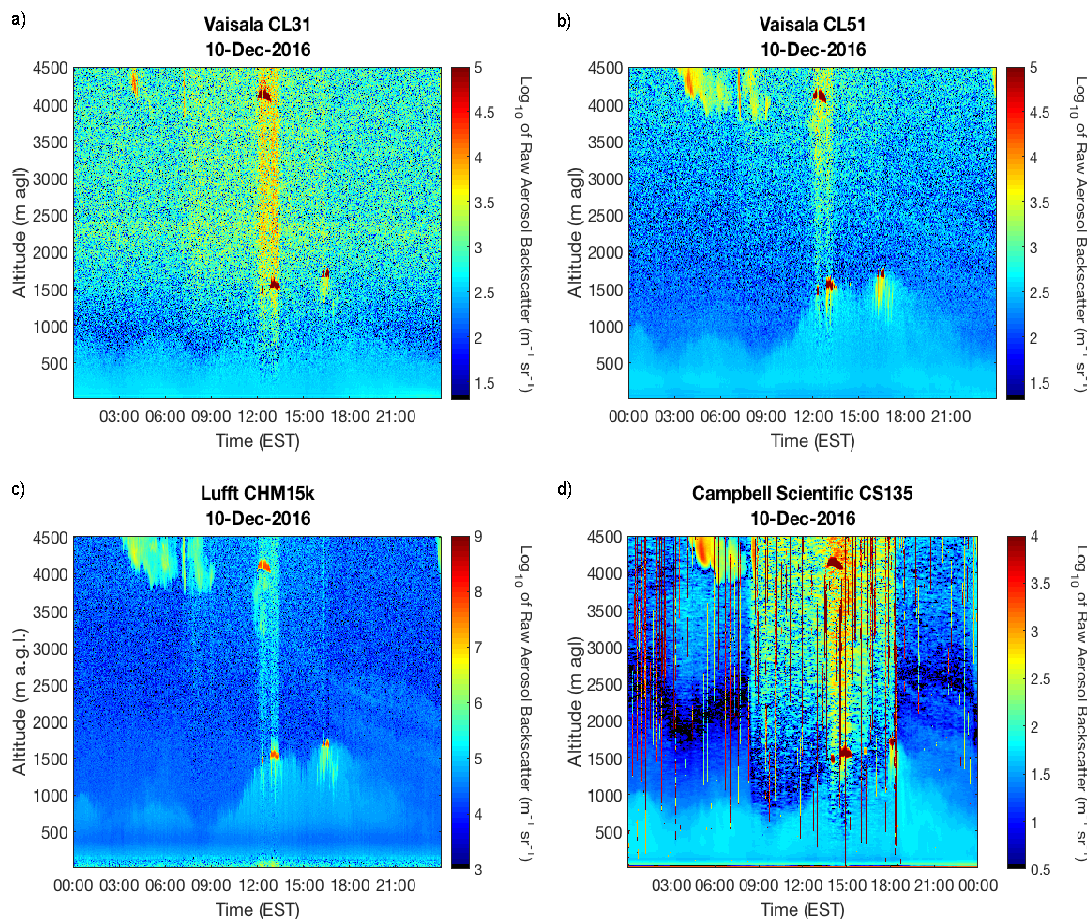 a)
Vaisala CL31
10-Dec-2016
4500
4000
3500
3000
2500
2000
1500
1000
500
Altitude (m agl)
03:00 06:00 09:00 12:00 15:00 18:00 21:00
Time (EST)
5
4.5
4
3.5
3
2.5
2
1.5
Log10 of Raw Aerosol Backscatter (m⁻¹ sr⁻¹)
b)
Vaisala CL51
10-Dec-2016
4500
4000
3500
3000
2500
2000
1500
1000
500
Altitude (m agl)
00:00 03:00 06:00 09:00 12:00 15:00 18:00 21:00
Time (EST)
5
4.5
4
3.5
3
2.5
2
1.5
Log10 of Raw Aerosol Backscatter (m⁻¹ sr⁻¹)
c)
Lufft CHM15k
10-Dec-2016
4500
4000
3500
3000
2500
2000
1500
1000
500
Altitude (m a.g.l.)
00:00 03:00 06:00 09:00 12:00 15:00 18:00 21:00
Time (EST)
9
8
7
6
5
4
3
Log10 of Raw Aerosol Backscatter (m⁻¹ sr⁻¹)
d)
Campbell Scientific CS135
10-Dec-2016
4500
4000
3500
3000
2500
2000
1500
1000
500
Altitude (m agl)
03:00 06:00 09:00 12:00 15:00 18:00 21:00 00:00
Time (EST)
4
3.5
3
2.5
2
1.5
1
0.5
Log10 of Raw Aerosol Backscatter (m⁻¹ sr⁻¹)